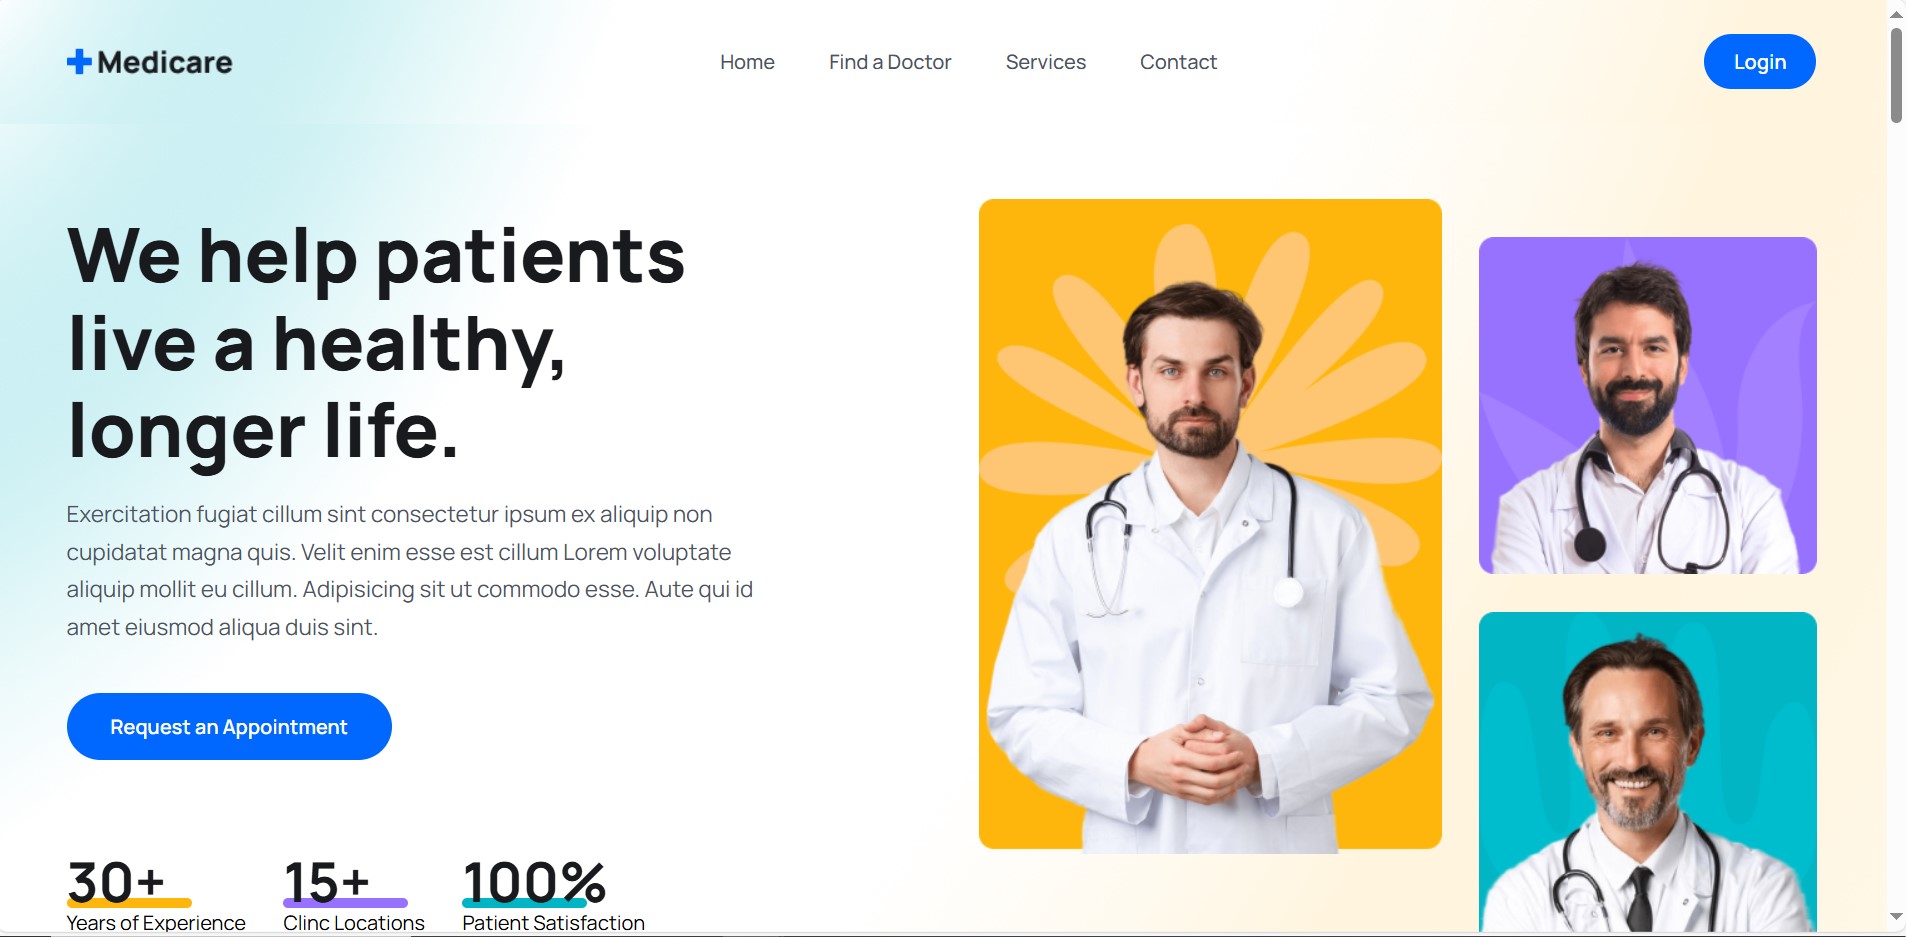 Medicare
Home
Find a Doctor
Services
Contact
Login
We help patients
live a healthy,
longer life.
Exercitation fugiat cillum sint consectetur ipsum ex aliquip non
cupidatat magna quis. Velit enim esse est cillum Lorem voluptate
aliquip mollit eu cillum. Adipisicing sit ut commodo esse. Aute qui id
amet eiusmod aliqua duis sint.
Request an Appointment
30+
Years of Experience
15+
Clinc Locations
100%
Patient Satisfaction